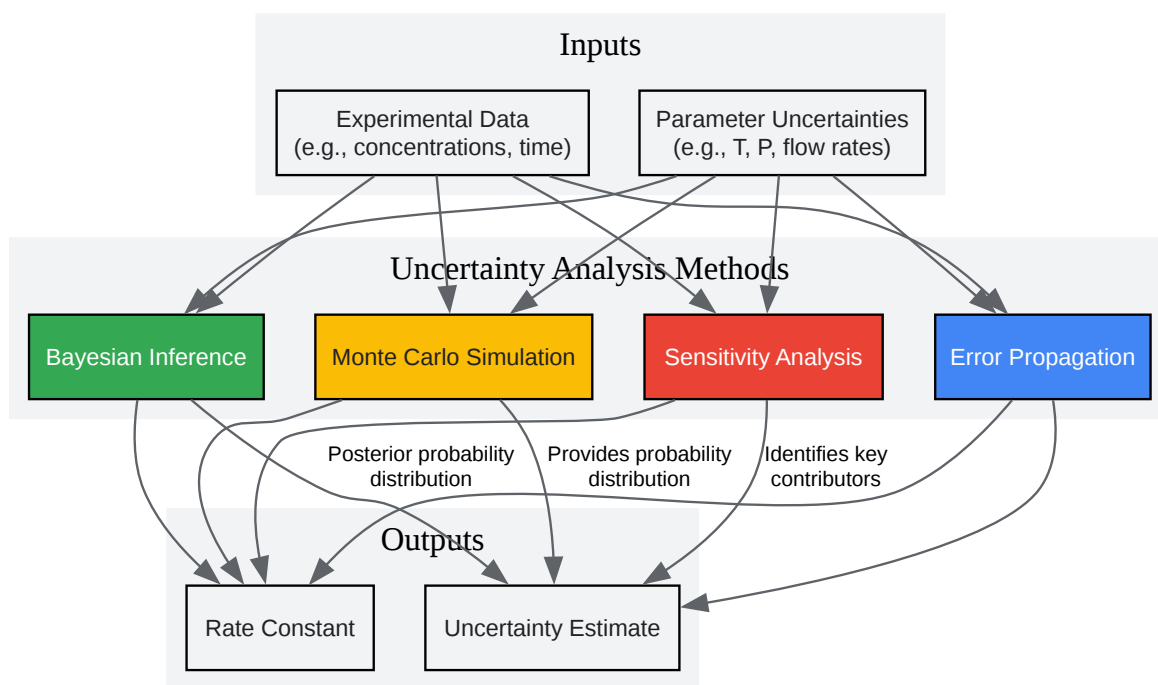 Inputs
Experimental Data
(e.g., concentrations, time)
Parameter Uncertainties
(e.g., T, P, flow rates)
Uncertainty Analysis Methods
Bayesian Inference
Monte Carlo Simulation
Sensitivity Analysis
Error Propagation
Posterior probability
distribution
Provides probability
distribution
Identifies key
contributors
Outputs
Rate Constant
Uncertainty Estimate